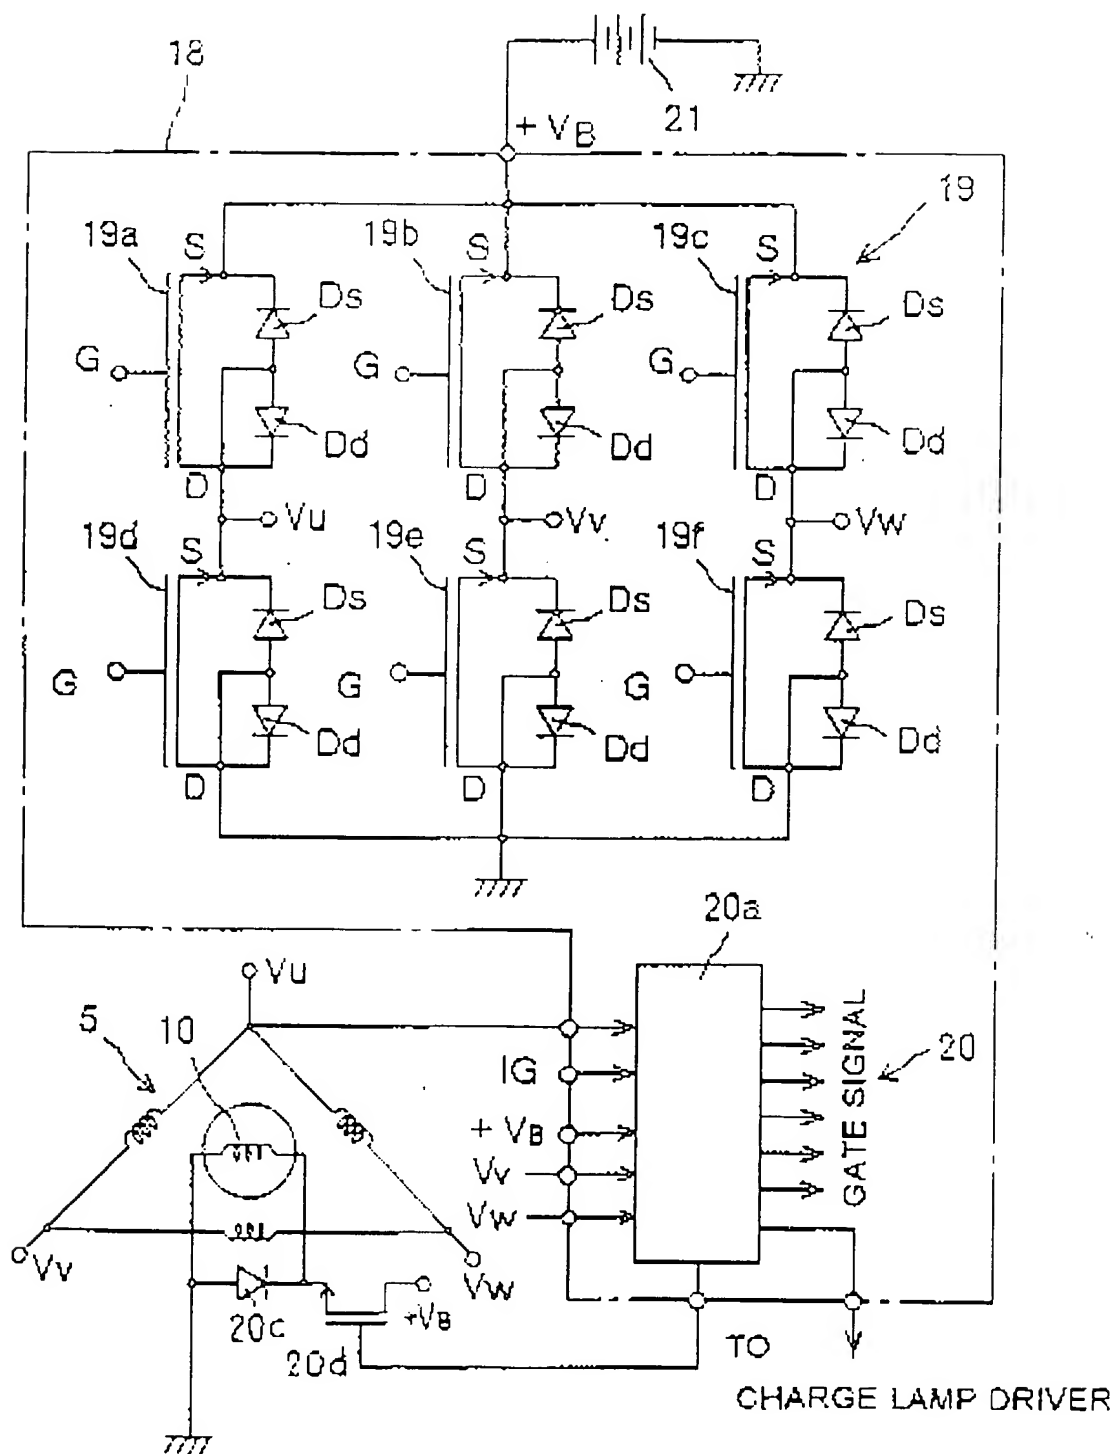 18
21
+ VB
19
19a
S
19b
S
19c
S
Ds
Ds
Ds
G
G
G
Dd
Dd
Dd
D
D
D
Vu
Vv
Vw
19d
S
19e
S
19f
S
Ds
Ds
Ds
G
G
G
Dd
Dd
Dd
D
D
D
20a
Vu
5
10
IG
+ VB
Vv
Vw
GATE SIGNAL
20
Vv
Vw
20c
+VB
20d
TO
CHARGE LAMP DRIVER